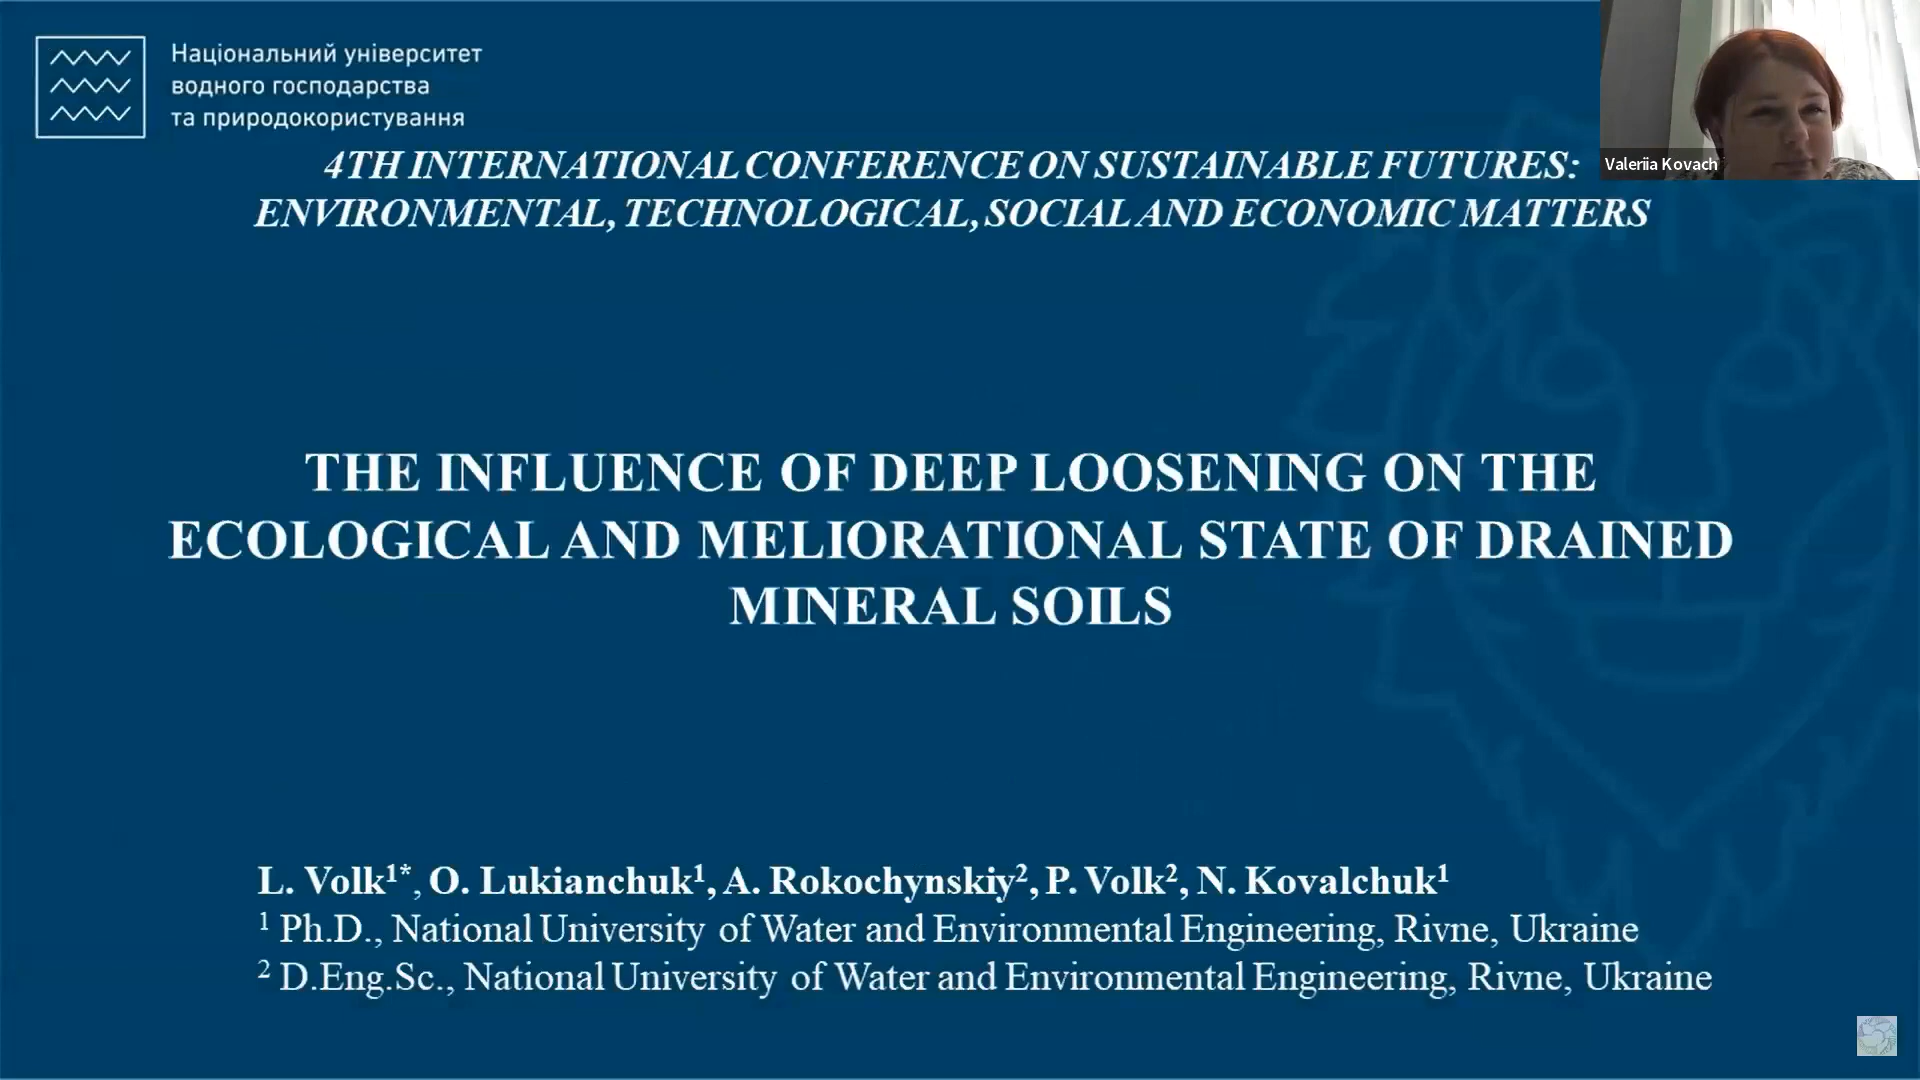 Національний університет
водного господарства
та природокористування
4TH INTERNATIONAL CONFERENCE ON SUSTAINABLE FUTURES:
ENVIRONMENTAL, TECHNOLOGICAL, SOCIAL AND ECONOMIC MATTERS
Valeriia Kovach
THE INFLUENCE OF DEEP LOOSENING ON THE
ECOLOGICAL AND MELIORATIONAL STATE OF DRAINED
MINERAL SOILS
L. Volk¹*, O. Lukianchuk¹, A. Rokochynskiy², P. Volk², N. Kovalchuk¹
¹ Ph.D., National University of Water and Environmental Engineering, Rivne, Ukraine
² D.Eng.Sc., National University of Water and Environmental Engineering, Rivne, Ukraine